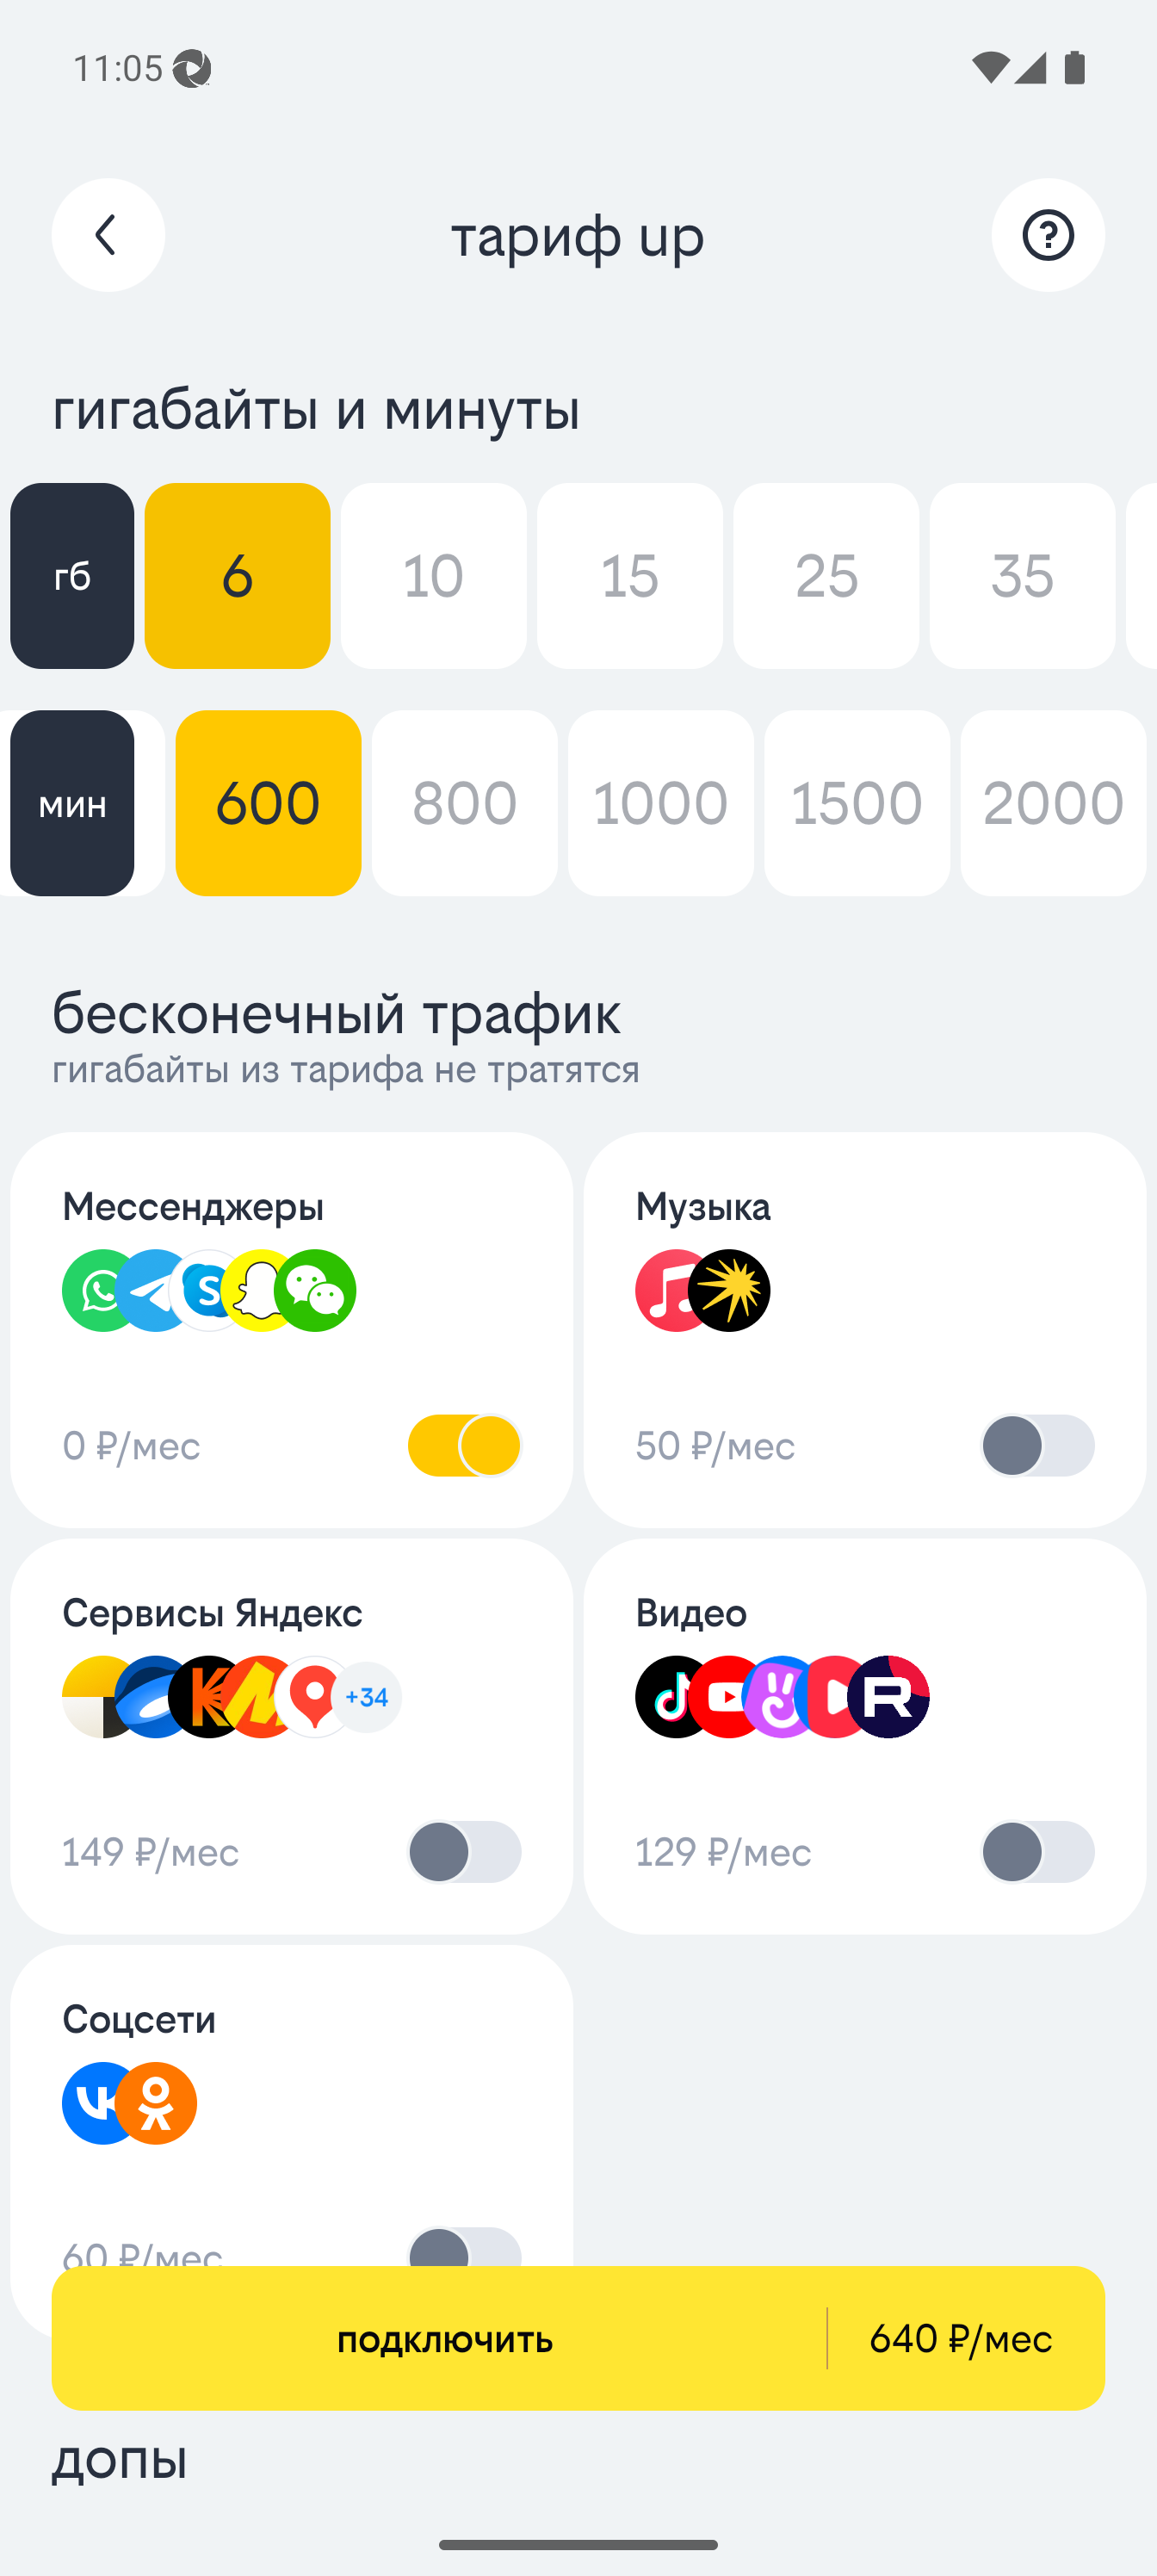 11:05
тариф up
гигабайты и минуты
гб 6 10 15 25 35
мин 600 800 1000 1500 2000
бесконечный трафик
гигабайты из тарифа не тратятся
Мессенджеры
0 ₽/мес
Музыка
50 ₽/мес
Сервисы Яндекс
+34
149 ₽/мес
Видео
129 ₽/мес
Соцсети
60 ₽/мес
подключить 640 ₽/мес
допы